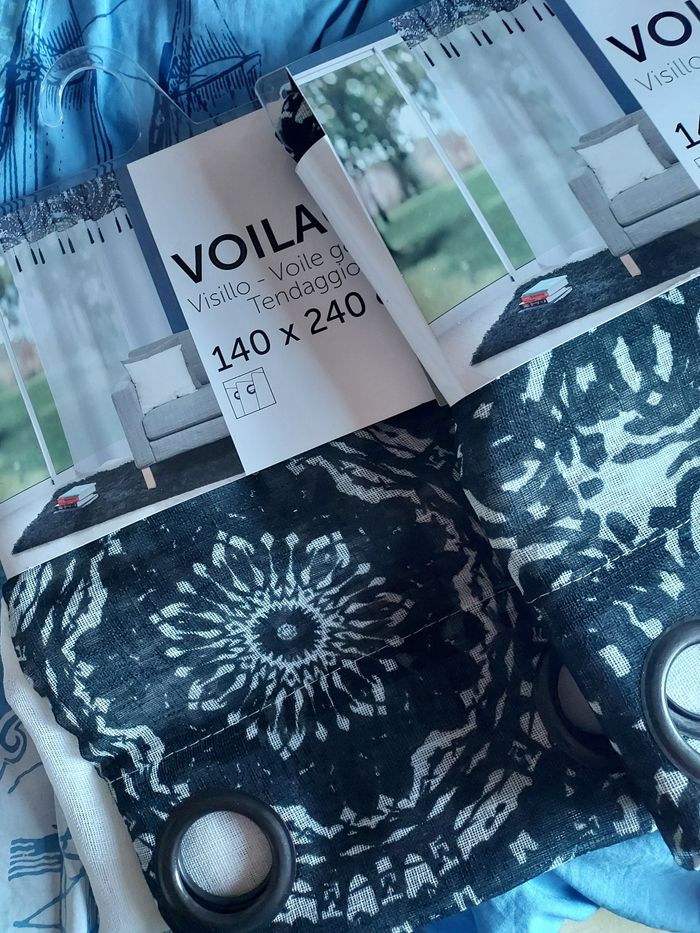 VOILA
Visillo - Voile
Tendaggio
140 x 240
VOI
Visillo